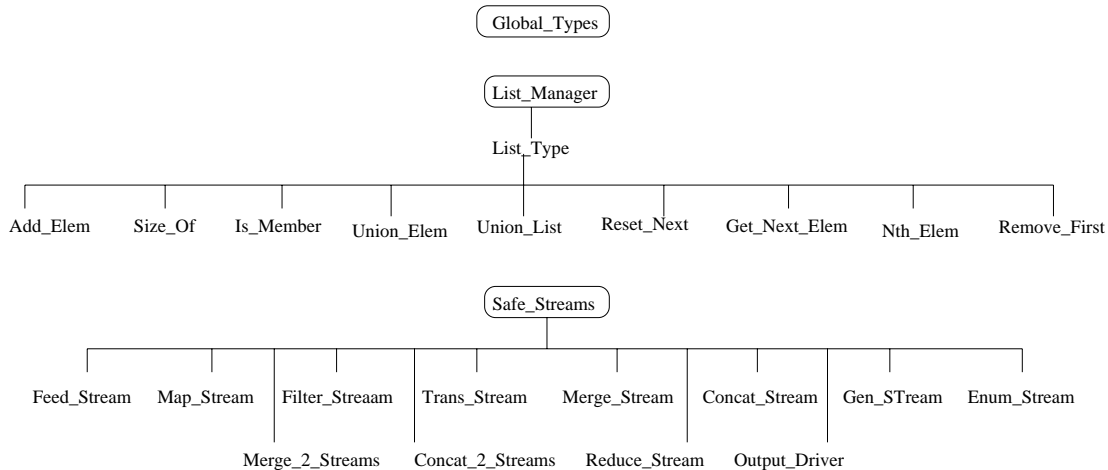 Global_Types
List_Manager
List_Type
Add_Elem Size_Of Is_Member Union_Elem Union_List Reset_Next Get_Next_Elem Nth_Elem Remove_First
Safe_Streams
Feed_Stream Map_Stream Filter_Streaam Trans_Stream Merge_Stream Concat_Stream Gen_STream Enum_Stream
Merge_2_Streams Concat_2_Streams Reduce_Stream Output_Driver